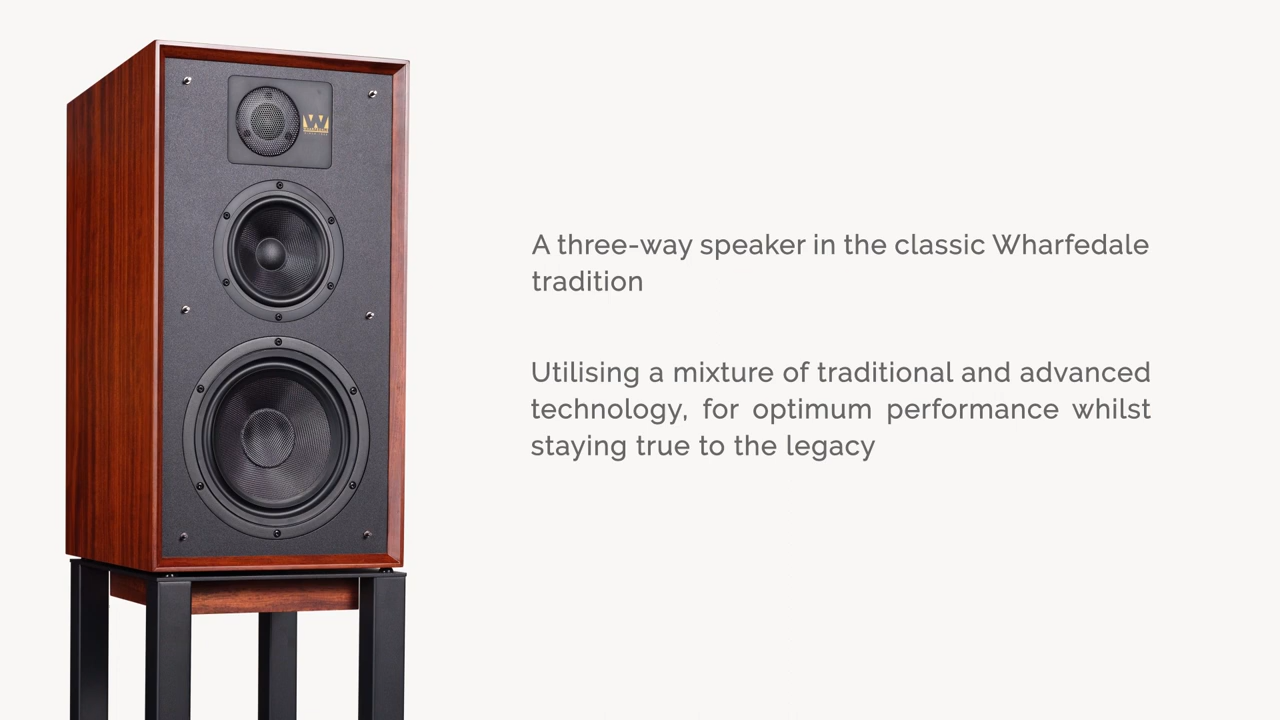 A three-way speaker in the classic Wharfedale
tradition
Utilising a mixture of traditional and advanced
technology, for optimum performance whilst
staying true to the legacy